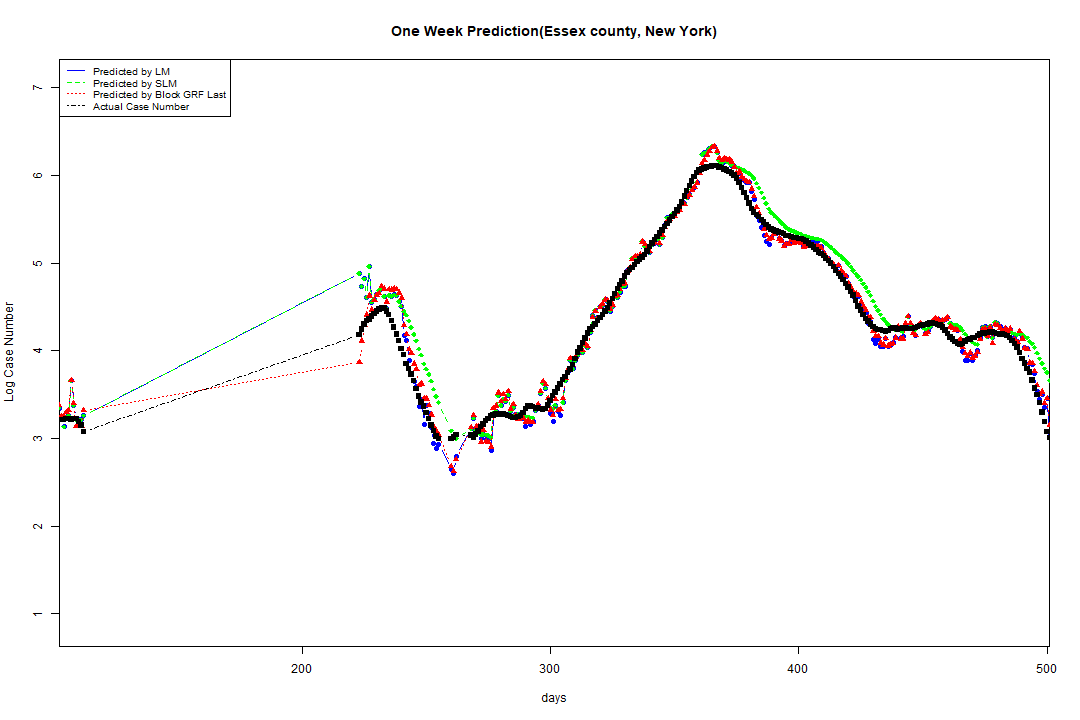 One Week Prediction(Essex county, New York)
Predicted by LM
Predicted by SLM
Predicted by Block GRF Last
Actual Case Number
Log Case Number
7
6
5
4
3
2
1
200
300
400
500
days